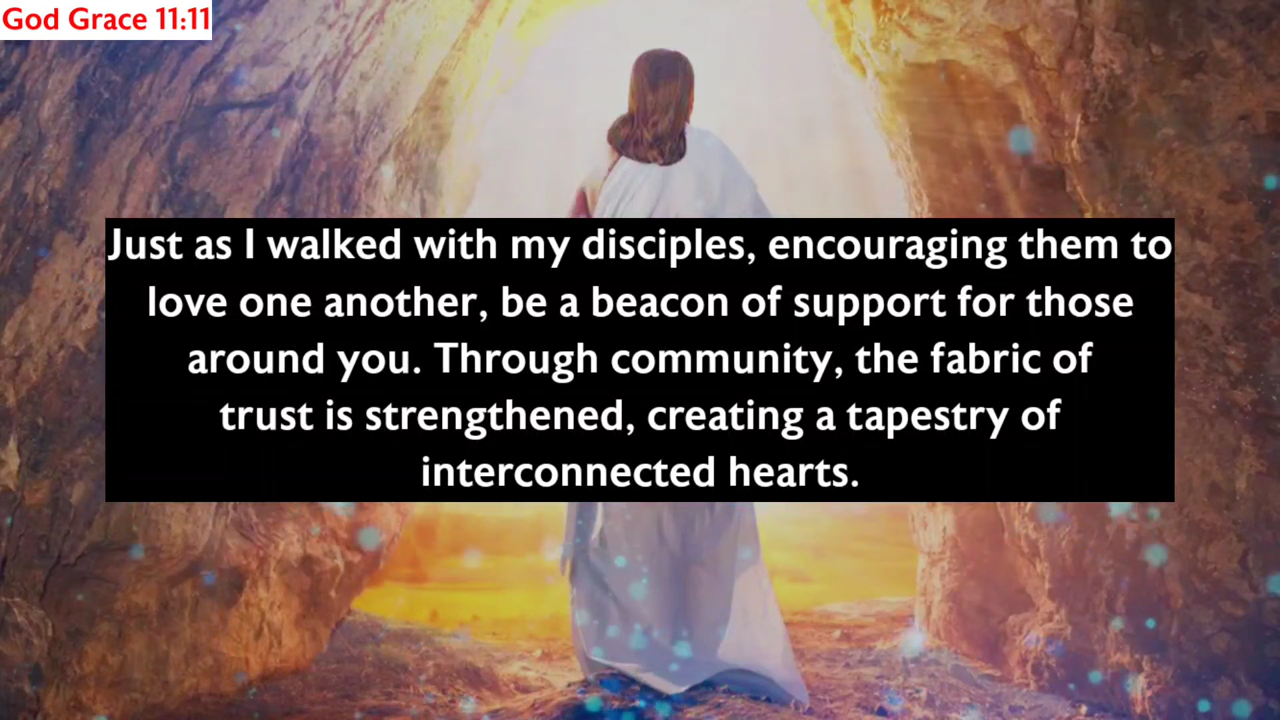 God Grace 11:11
Just as I walked with my disciples, encouraging them to
love one another, be a beacon of support for those
around you. Through community, the fabric of
trust is strengthened, creating a tapestry of
interconnected hearts.